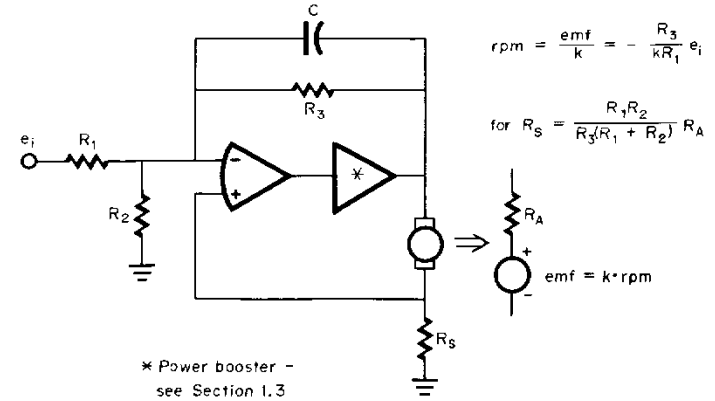 C
rpm = emf/k = - R3/kR1 ei
R3
for RS = R1R2/R3(R1 + R2) RA
ei
R1
-
+
*
R2
RA
+
-
emf = k•rpm
RS
* Power booster -
see Section 1.3